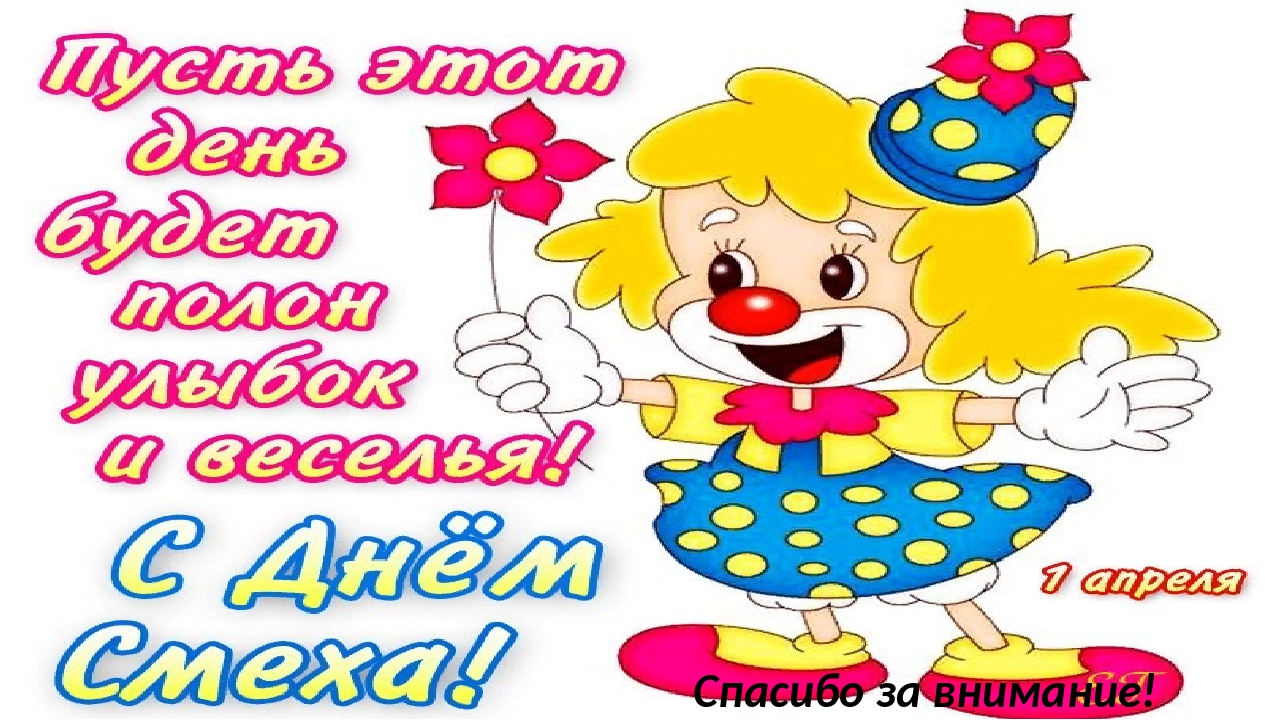 Пусть этот
день
будет
полон
улыбок
и веселья!
С Днём
Смеха!
1 апреля
Спасибо за внимание!